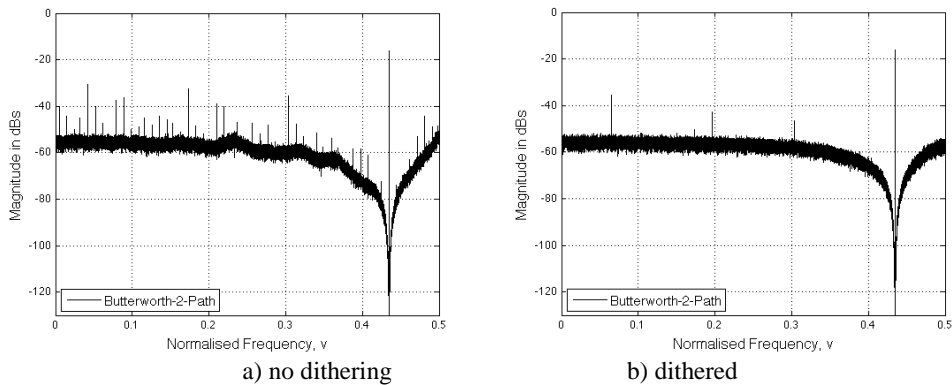 0
-20
-40
-60
-80
-100
-120
Magnitude in dBs
0 0.1 0.2 0.3 0.4 0.5
Normalised Frequency, v
Butterworth-2-Path
a) no dithering
0
-20
-40
-60
-80
-100
-120
Magnitude in dBs
0 0.1 0.2 0.3 0.4 0.5
Normalised Frequency, v
Butterworth-2-Path
b) dithered